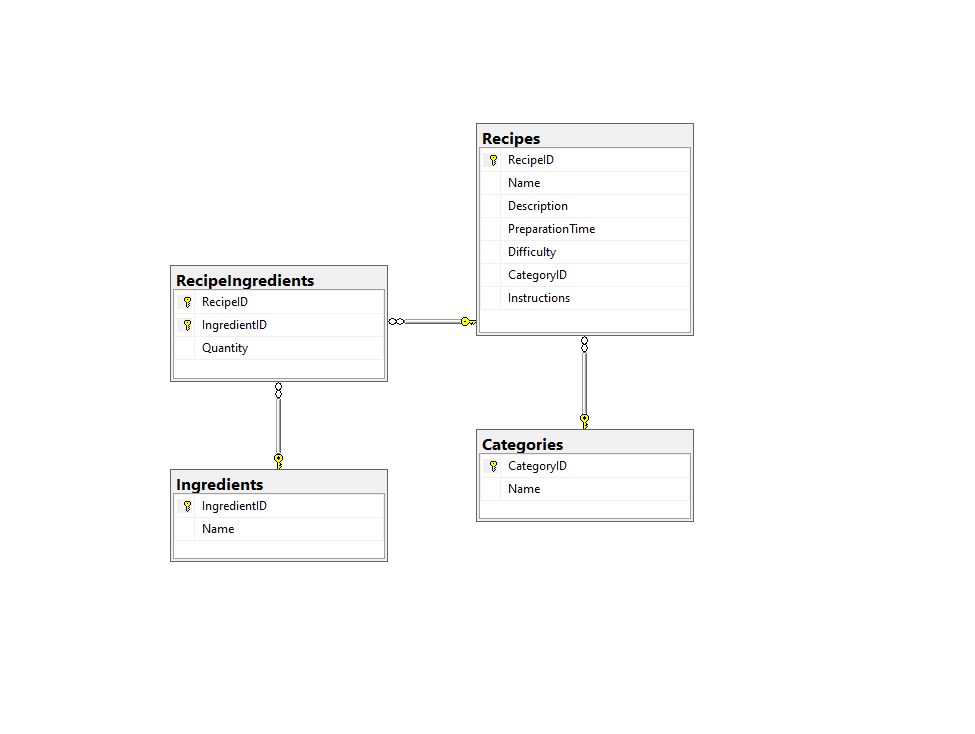 Recipes
RecipeID
Name
Description
PreparationTime
Difficulty
CategoryID
Instructions
RecipeIngredients
RecipeID
IngredientID
Quantity
Categories
CategoryID
Name
Ingredients
IngredientID
Name